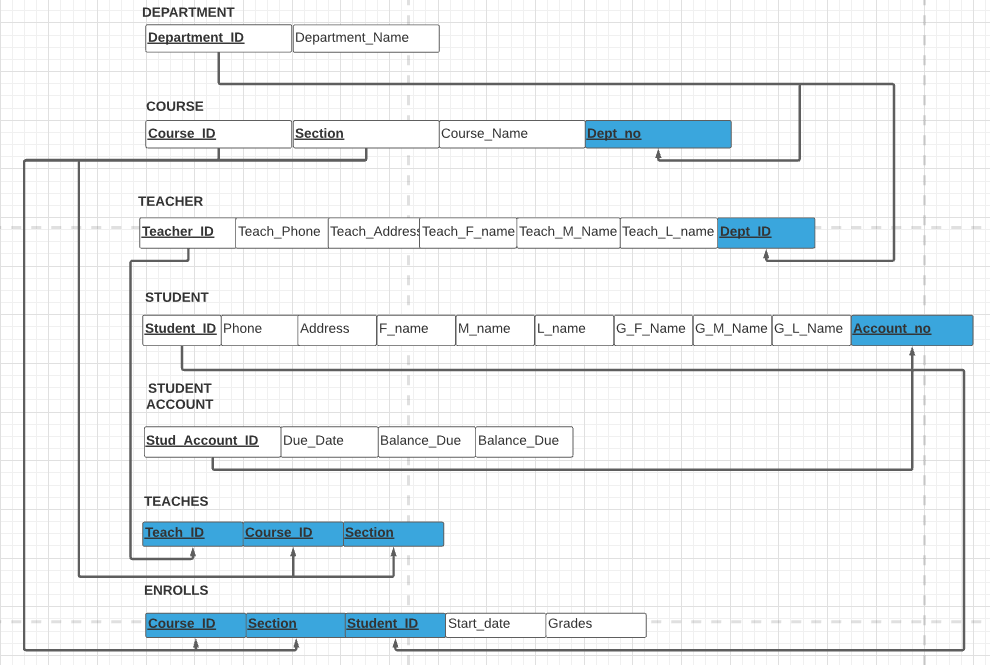 DEPARTMENT
Department_ID Department_Name
COURSE
Course_ID Section Course_Name Dept_no
TEACHER
Teacher_ID Teach_Phone Teach_Address Teach_F_name Teach_M_Name Teach_L_name Dept_ID
STUDENT
Student_ID Phone Address F_name M_name L_name G_F_Name G_M_Name G_L_Name Account_no
STUDENT
ACCOUNT
Stud_Account_ID Due_Date Balance_Due Balance_Due
TEACHES
Teach_ID Course_ID Section
ENROLLS
Course_ID Section Student_ID Start_date Grades